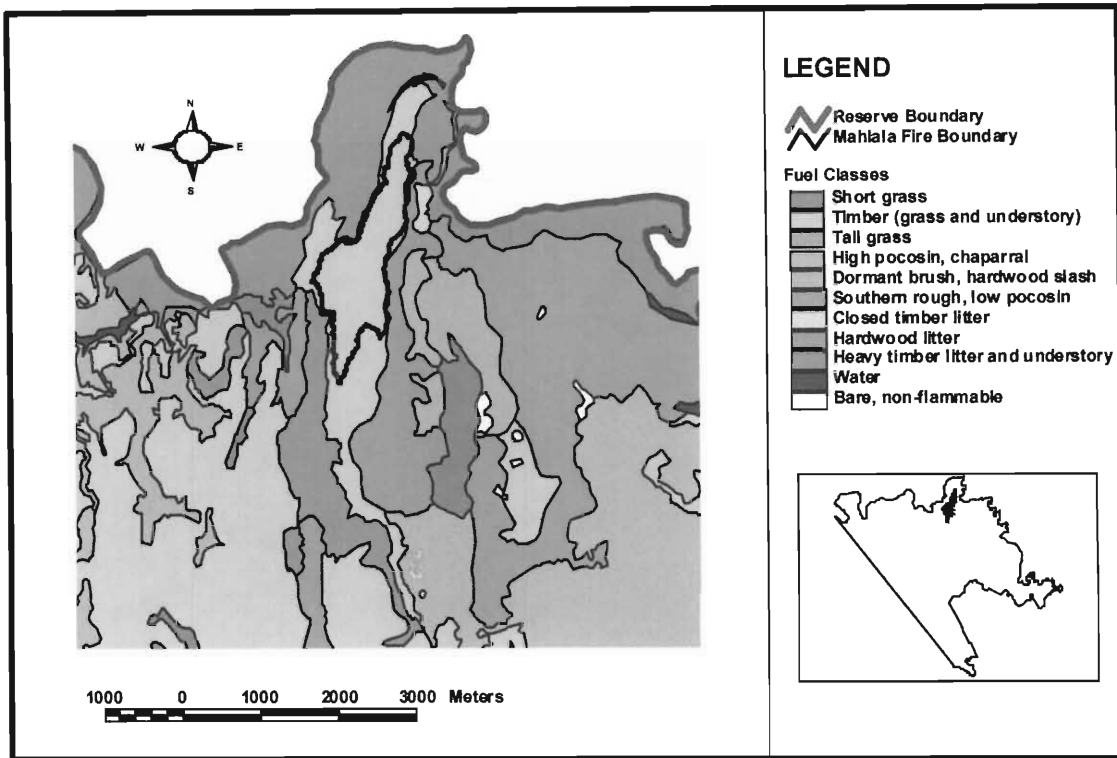 N
W E
S
1000 0 1000 2000 3000 Meters
LEGEND
Reserve Boundary
Mahlala Fire Boundary
Fuel Classes
Short grass
Timber (grass and understory)
Tall grass
High pocosin, chaparral
Dormant brush, hardwood slash
Southern rough, low pocosin
Closed timber litter
Hardwood litter
Heavy timber litter and understory
Water
Bare, non-flammable